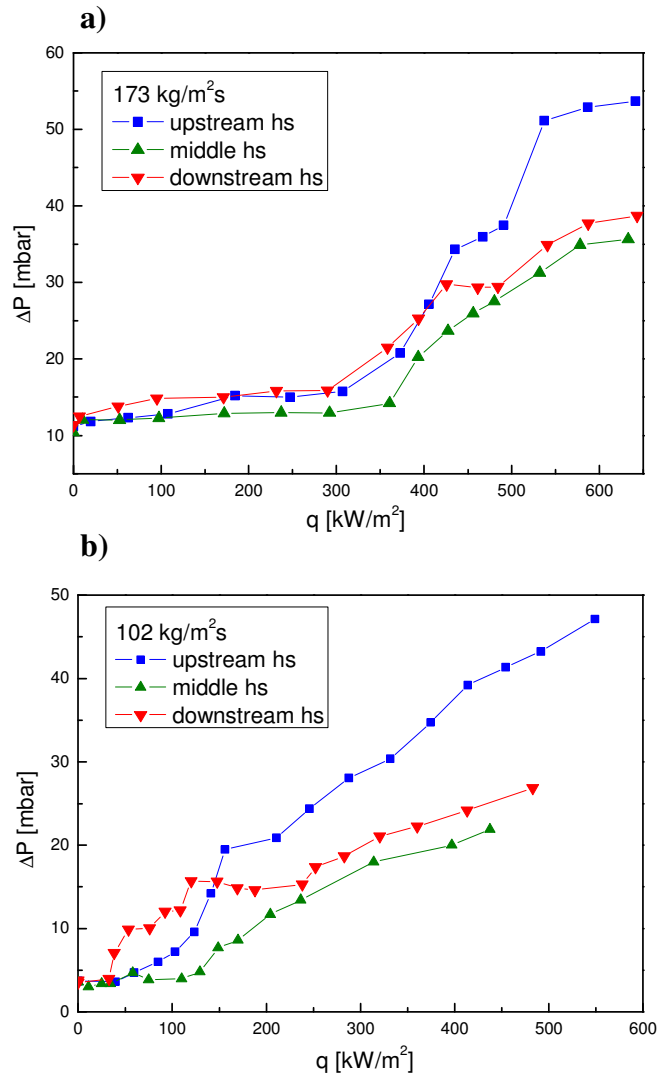 a)
60
50
40
30
20
10
ΔP [mbar]
173 kg/m²s
upstream hs
middle hs
downstream hs
0 100 200 300 400 500 600
q [kW/m²]
b)
50
40
30
20
10
0
ΔP [mbar]
102 kg/m²s
upstream hs
middle hs
downstream hs
0 100 200 300 400 500 600
q [kW/m²]